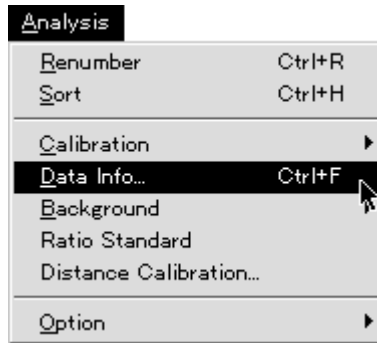 Analysis
Renumber Ctrl+R
Sort Ctrl+H
Calibration
Data Info... Ctrl+F
Background
Ratio Standard
Distance Calibration...
Option